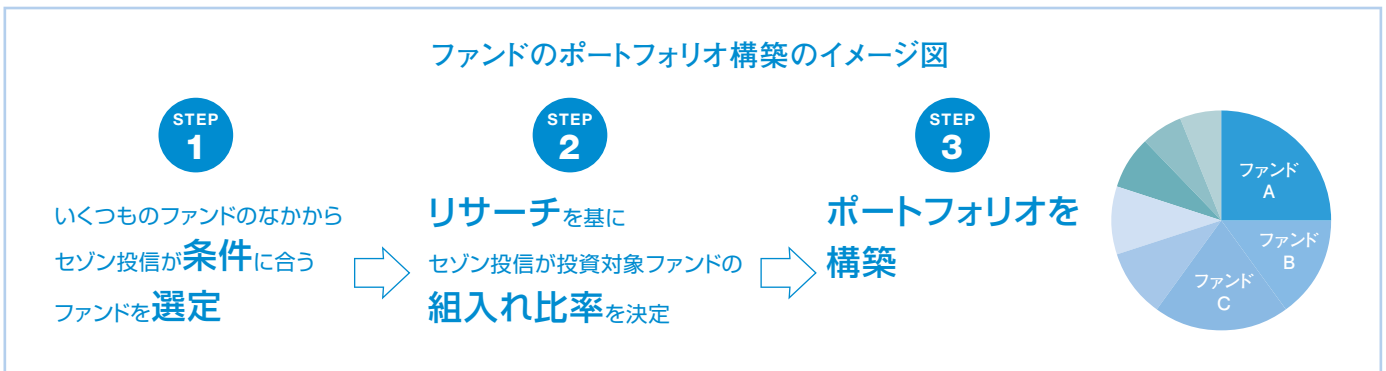 ファンドのポートフォリオ構築のイメージ図
STEP
1
いくつものファンドのなかから
セゾン投信が条件に合う
ファンドを選定
STEP
2
リサーチを基に
セゾン投信が投資対象ファンドの
組入れ比率を決定
STEP
3
ポートフォリオを
構築
ファンド
A
ファンド
B
ファンド
C